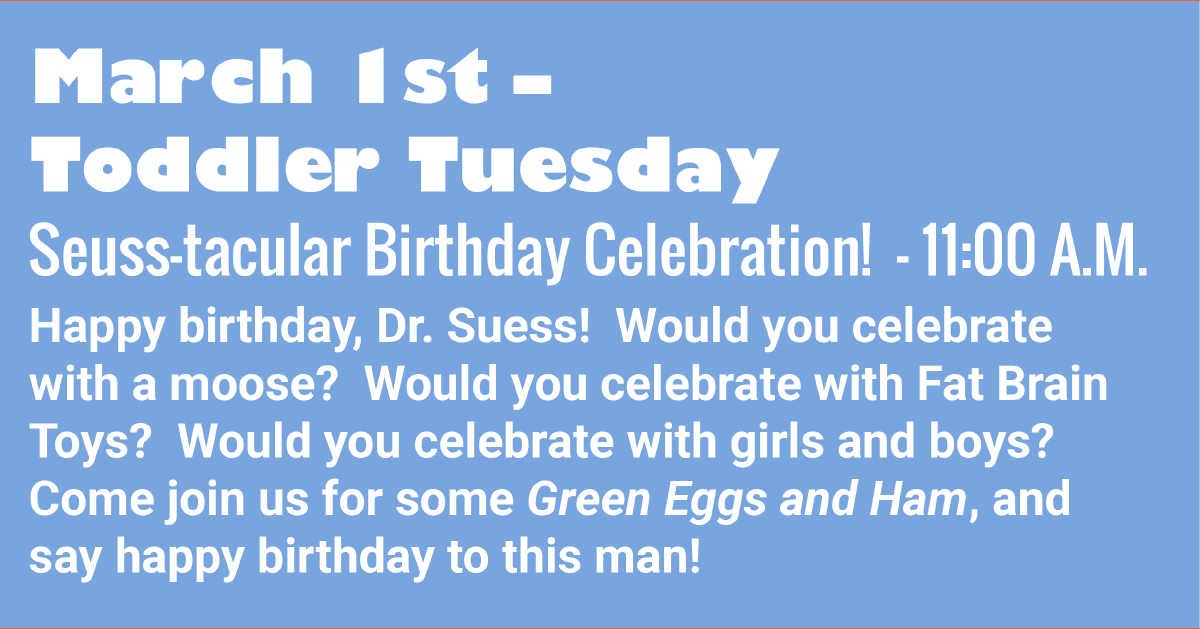 March 1st –
Toddler Tuesday
Seuss-tacular Birthday Celebration! - 11:00 A.M.
Happy birthday, Dr. Suess! Would you celebrate
with a moose? Would you celebrate with Fat Brain
Toys? Would you celebrate with girls and boys?
Come join us for some Green Eggs and Ham, and
say happy birthday to this man!